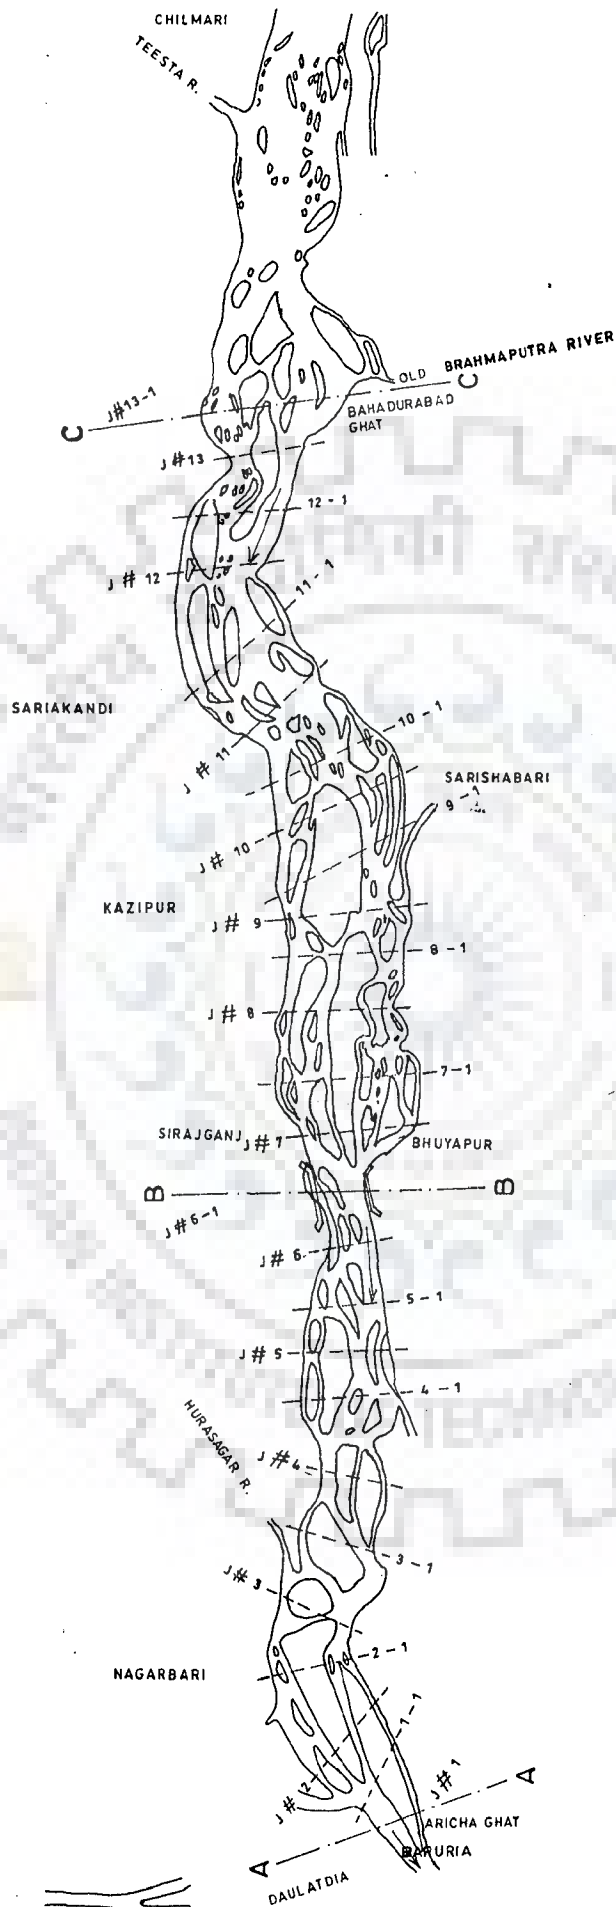 CHILMARI
TEESTA R.
BRAHMAPUTRA RIVER
OLD
C
J#13-1
C
BAHADURABAD
GHAT
J#13
12-1
J# 12
11-1
SARIAKANDI
10-1
J# 11
SARISHABARI
9-1
J# 10
KAZIPUR
J# 9
8-1
J# 8
7-1
SIRAJGANJ
J# 7
BHUYAPUR
B
B
J#6-1
J# 6
5-1
J# 5
4-1
HURASAGAR R.
J# 4
3-1
J# 3
2-1
NAGARBARI
1-1
J# 2
J# 1
A
ARICHA GHAT
BARURIA
A
DAULATDIA